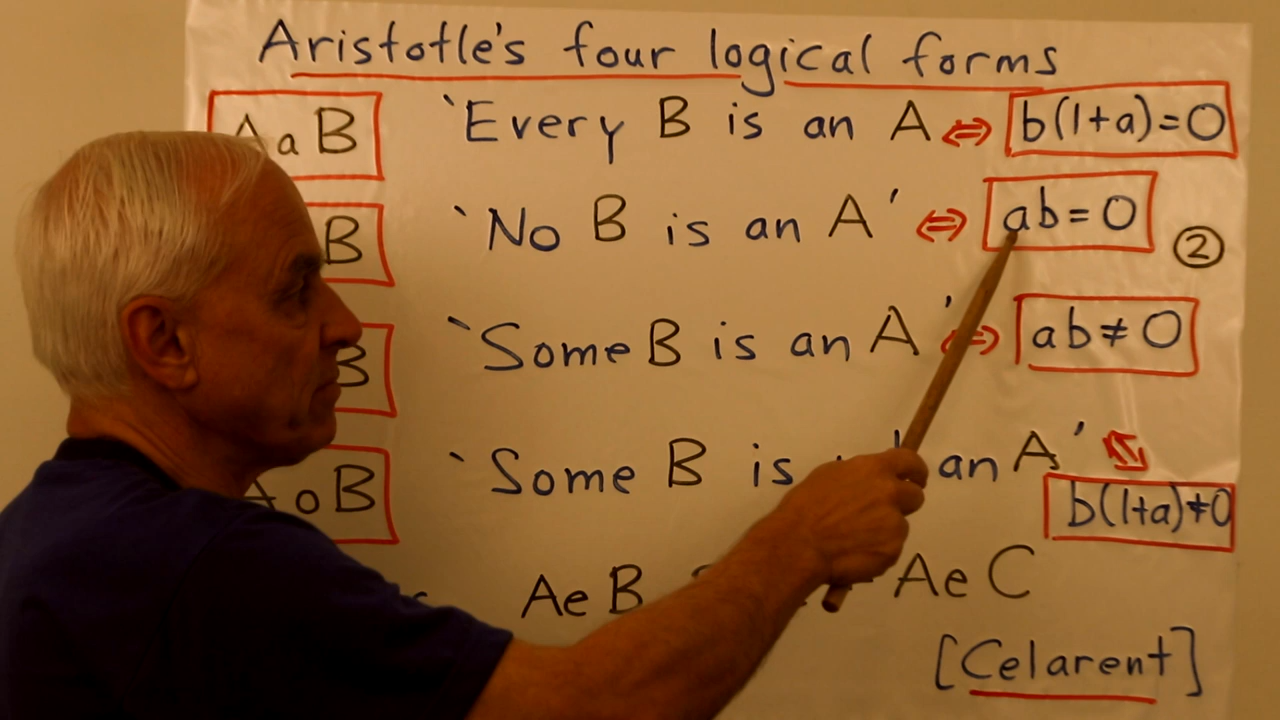 Aristotle's four logical forms
AaB 'Every B is an A ⇔ b(1+a)=0
B 'No B is an A' ⇔ ab=0
②
B 'Some B is an A' ⇔ ab≠0
AoB 'Some B is an A' ⇔
b(1+a)≠0
AeB AeC
[Celarent]